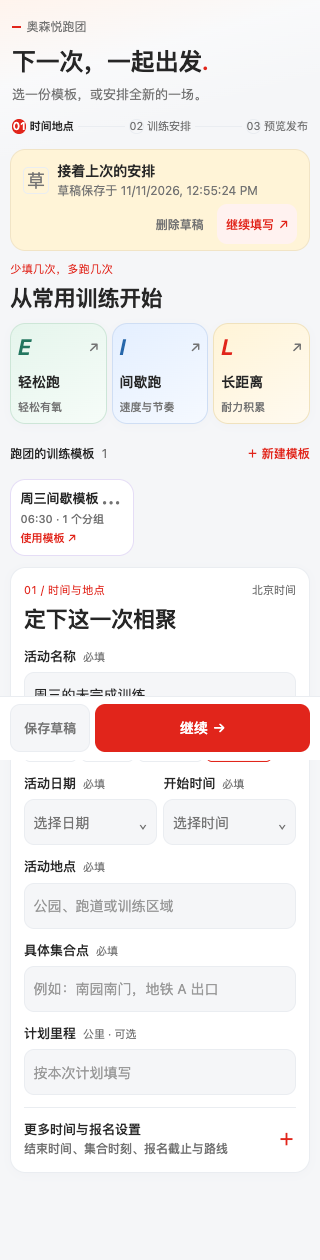 奥森悦跑团
下一次，一起出发.
选一份模板，或安排全新的一场。
01 时间地点 02 训练安排 03 预览发布
草
接着上次的安排
草稿保存于 11/11/2026, 12:55:24 PM
删除草稿 继续填写 ↗
少填几次，多跑几次
从常用训练开始
E ↗ I ↗ L ↗
轻松跑 间歇跑 长距离
轻松有氧 速度与节奏 耐力积累
跑团的训练模板 1 + 新建模板
周三间歇模板 ...
06:30 · 1 个分组
使用模板 ↗
01 / 时间与地点 北京时间
定下这一次相聚
活动名称 必填
周三的未完成训练
保存草稿 继续 →
活动日期 必填 开始时间 必填
选择日期 选择时间
活动地点 必填
公园、跑道或训练区域
具体集合点 必填
例如：南园南门，地铁 A 出口
计划里程 公里 · 可选
按本次计划填写
更多时间与报名设置 +
结束时间、集合时刻、报名截止与路线